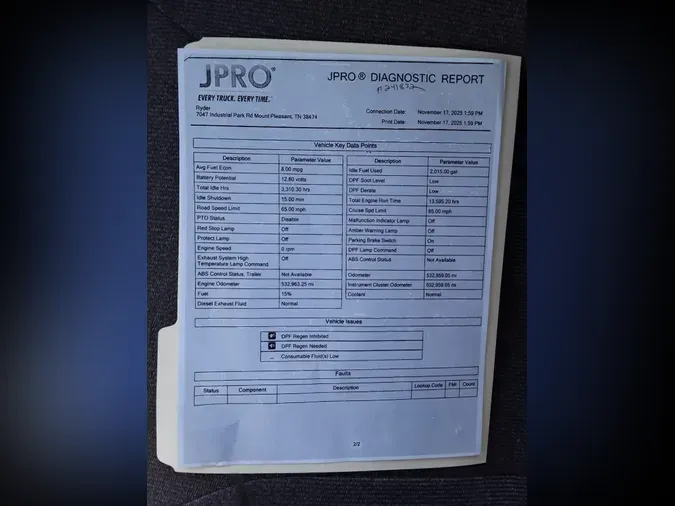 JPRO®
EVERY TRUCK. EVERY TIME.
JPRO® DIAGNOSTIC REPORT
Ryder
7047 Industrial Park Rd Mount Pleasant, TN 38474
Connection Date: November 17, 2025 1:59 PM
Print Date: November 17, 2025 1:59 PM
Vehicle Key Data Points
Description Parameter Value
Avg Fuel Econ 8.00 mpg
Battery Potential 12.60 volts
Total Idle Hrs 3,310.30 hrs
Idle Shutdown 15.00 min
Road Speed Limit 65.00 mph
PTO Status Disable
Red Stop Lamp Off
Protect Lamp Off
Engine Speed 0 rpm
Exhaust System High Off
Temperature Lamp Command
ABS Control Status, Trailer Not Available
Engine Odometer 532,963.25 mi
Fuel 15%
Diesel Exhaust Fluid Normal
Description Parameter Value
Idle Fuel Used 2,015.00 gal
DPF Soot Level Low
DPF Derate Low
Total Engine Run Time 13,595.20 hrs
Cruise Spd Limit 65.00 mph
Malfunction Indicator Lamp Off
Amber Warning Lamp Off
Parking Brake Switch On
DPF Lamp Command Off
ABS Control Status Not Available
Odometer 532,959.05 mi
Instrument Cluster Odometer 532,959.05 mi
Coolant Normal
Vehicle Issues
DPF Regen Inhibited
DPF Regen Needed
Consumable Fluid(s) Low
Faults
Status Component Description Lookup Code FMI Count
2/2